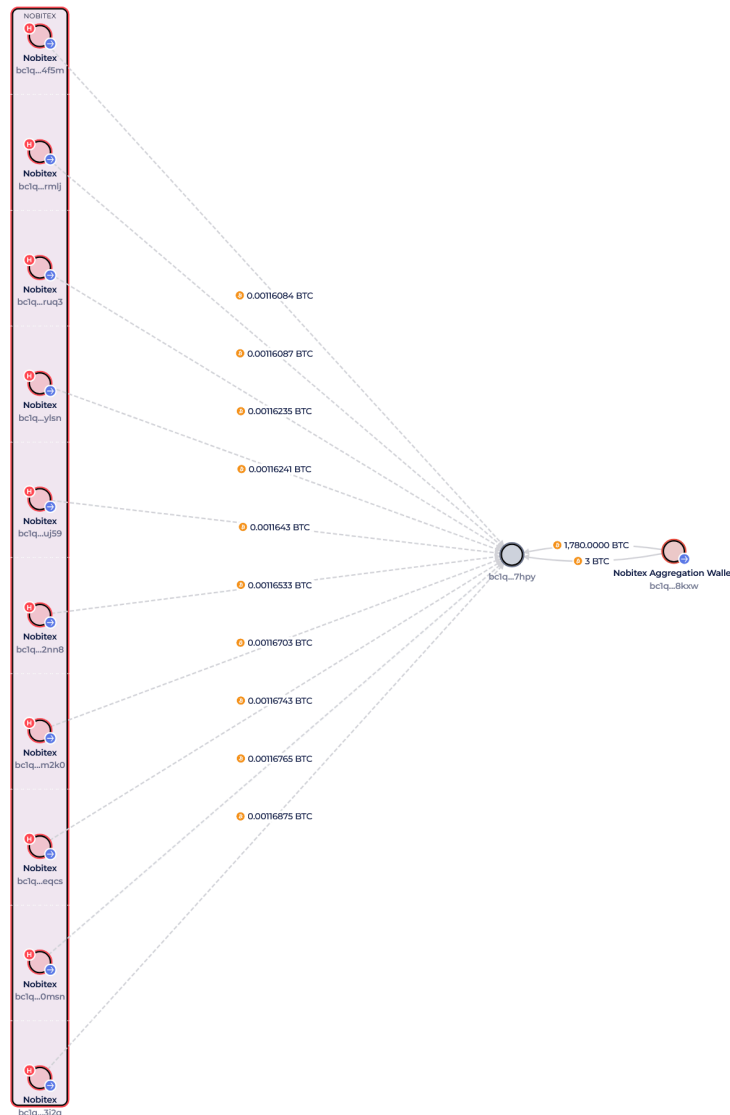 NOBITEX
Nobitex
bc1q...4f5m
Nobitex
bc1q...rmlj
Nobitex
bc1q...ruq3
Nobitex
bc1q...ylsn
Nobitex
bc1q...uj59
Nobitex
bc1q...2nn8
Nobitex
bc1q...m2k0
Nobitex
bc1q...eqcs
Nobitex
bc1q...0msn
Nobitex
0.00116084 BTC
0.00116087 BTC
0.00116235 BTC
0.00116241 BTC
0.0011643 BTC
0.00116533 BTC
0.00116703 BTC
0.00116743 BTC
0.00116765 BTC
0.00116875 BTC
bc1q...7hpy
1,780.0000 BTC
3 BTC
Nobitex Aggregation Walle
bc1q...8kxw